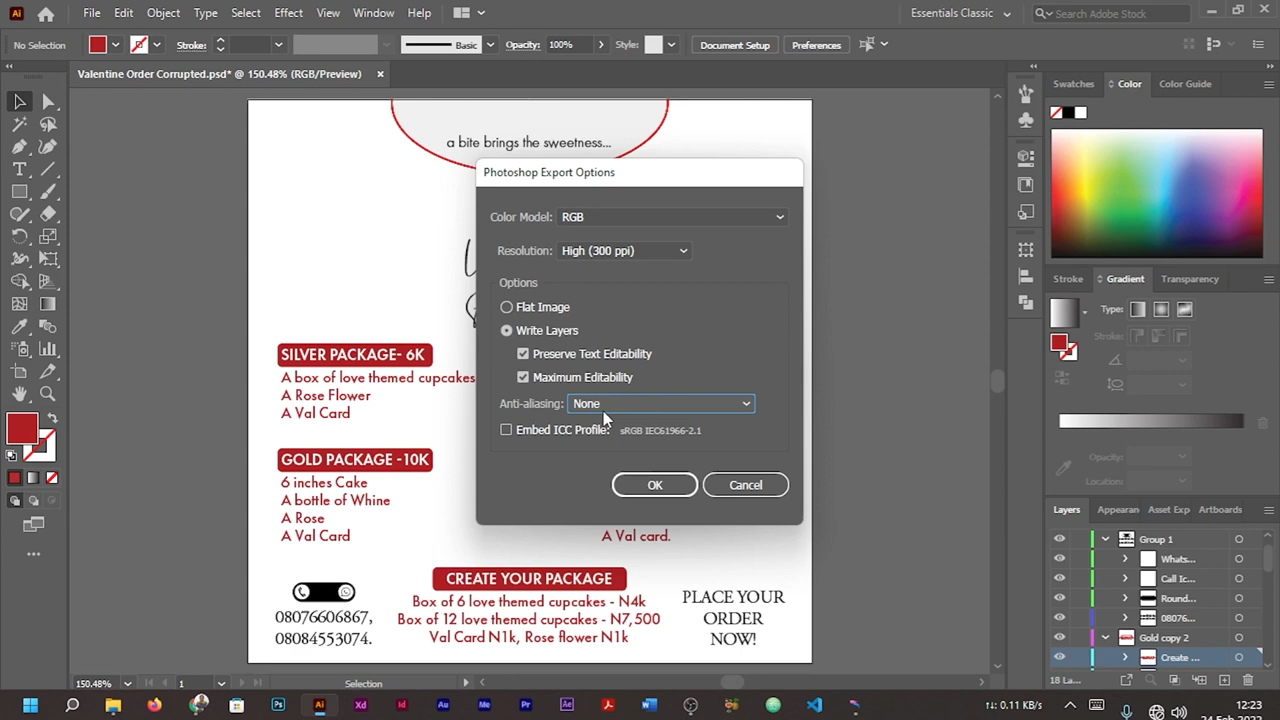 File Edit Object Type Select Effect View Window Help
Essentials Classic
Search Adobe Stock
No Selection
Stroke:
Basic
Opacity: 100%
Style:
Document Setup
Preferences
Valentine Order Corrupted.psd* @ 150.48% (RGB/Preview)
a bite brings the sweetness...
Photoshop Export Options
Color Model: RGB
Resolution: High (300 ppi)
Options
Flat Image
Write Layers
Preserve Text Editability
Maximum Editability
Anti-aliasing: None
Embed ICC Profile: sRGB IEC61966-2.1
OK
Cancel
SILVER PACKAGE- 6K
A box of love themed cupcakes
A Rose Flower
A Val Card
GOLD PACKAGE -10K
6 inches Cake
A bottle of Whine
A Rose
A Val Card
A Val card.
08076606867,
08084553074.
CREATE YOUR PACKAGE
Box of 6 love themed cupcakes - N4k
Box of 12 love themed cupcakes - N7,500
Val Card N1k, Rose flower N1k
PLACE YOUR
ORDER
NOW!
Swatches Color Color Guide
Stroke Gradient Transparency
Type:
Stroke:
Opacity:
Location:
Layers Appearan Asset Exp Artboards
Group 1
Whats...
Call Ic...
Round...
08076...
Gold copy 2
Create ...
18 La...
150.48%
1
Selection
0.11 KB/s
12:23
24 Feb 2022